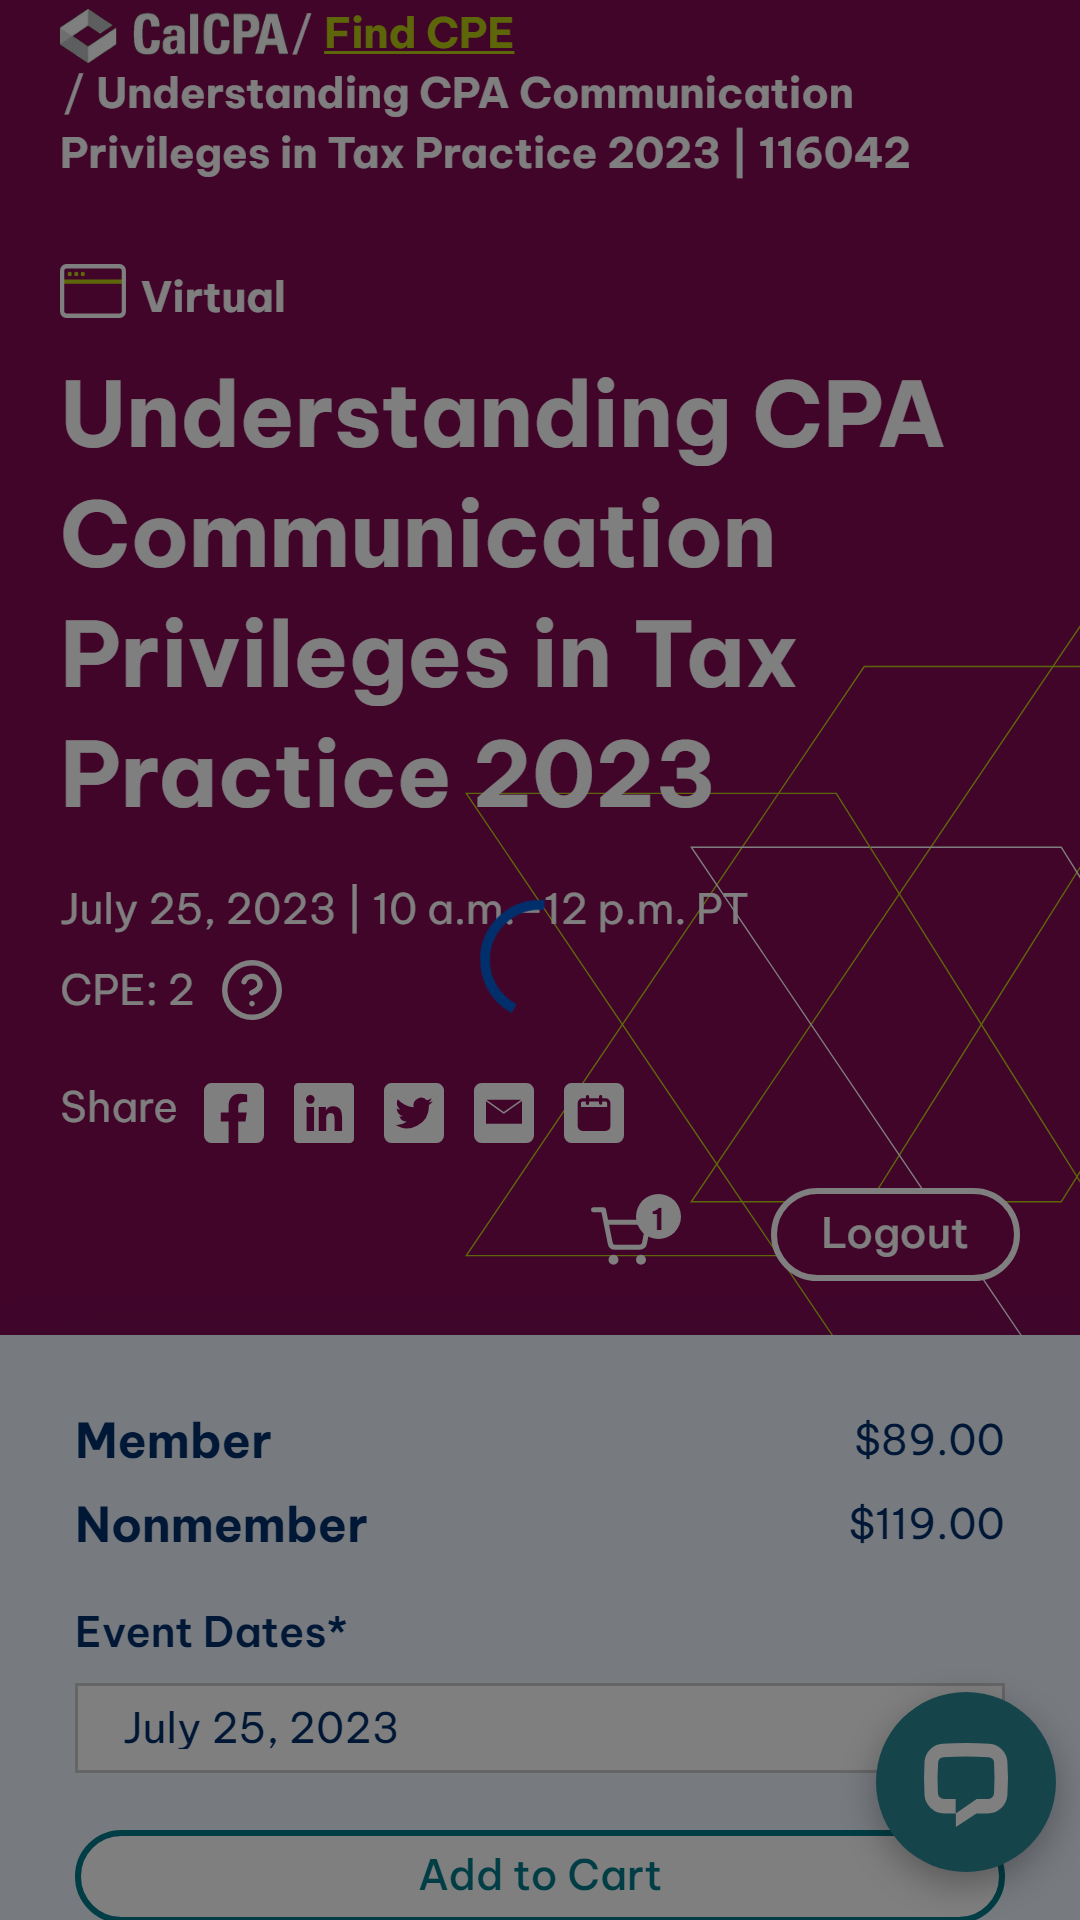 CalCPA / Find CPE
/ Understanding CPA Communication
Privileges in Tax Practice 2023 | 116042
Virtual
Understanding CPA
Communication
Privileges in Tax
Practice 2023
July 25, 2023 | 10 a.m.–12 p.m. PT
CPE: 2 ?
Share
1
Logout
Member $89.00
Nonmember $119.00
Event Dates*
July 25, 2023
Add to Cart